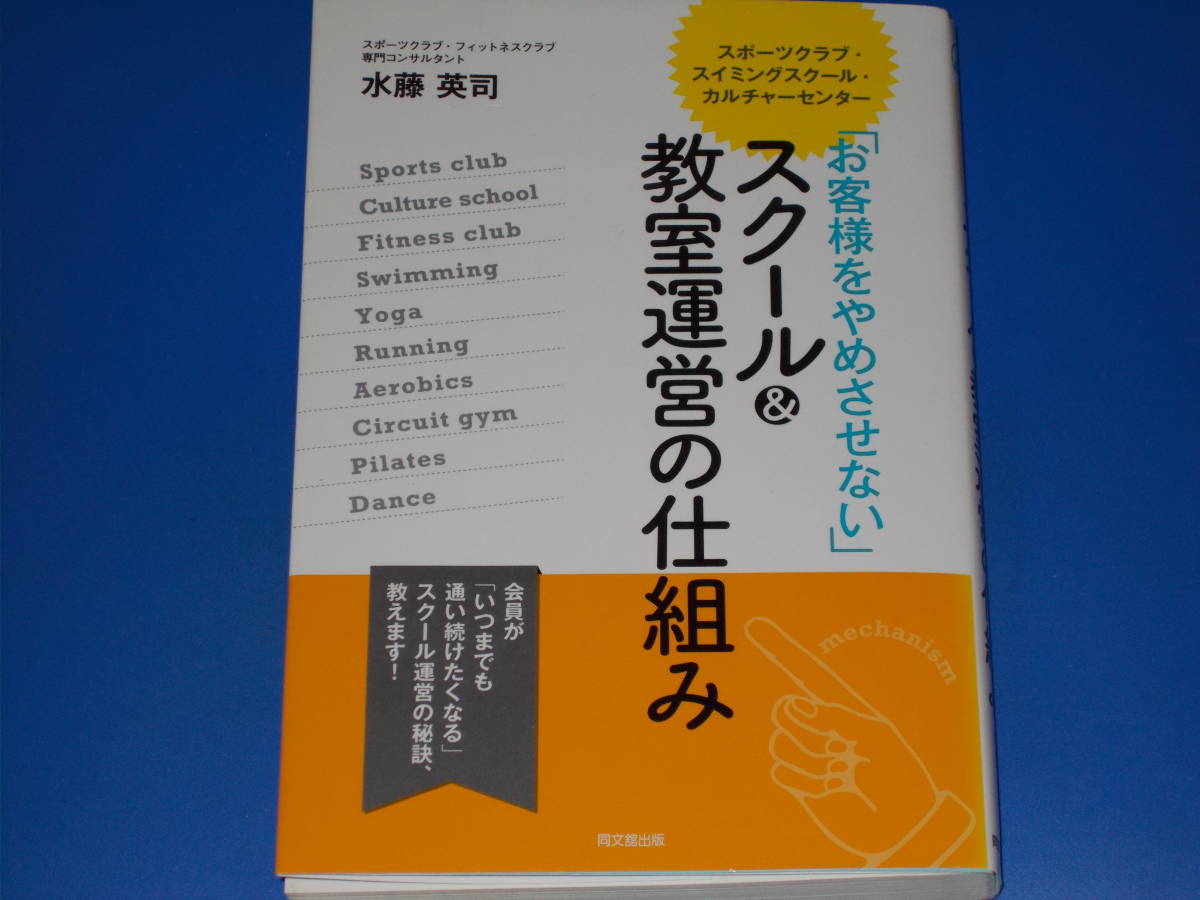 スポーツクラブ・フィットネスクラブ
専門コンサルタント
水藤 英司
スポーツクラブ・
スイミングスクール・
カルチャーセンター
「お客様をやめさせない」
スクール&
教室運営の仕組み
Sports club
Culture school
Fitness club
Swimming
Yoga
Running
Aerobics
Circuit gym
Pilates
Dance
会員が
「いつまでも
通い続けたくなる」
スクール運営の秘訣、
教えます!
mechanism
同文舘出版